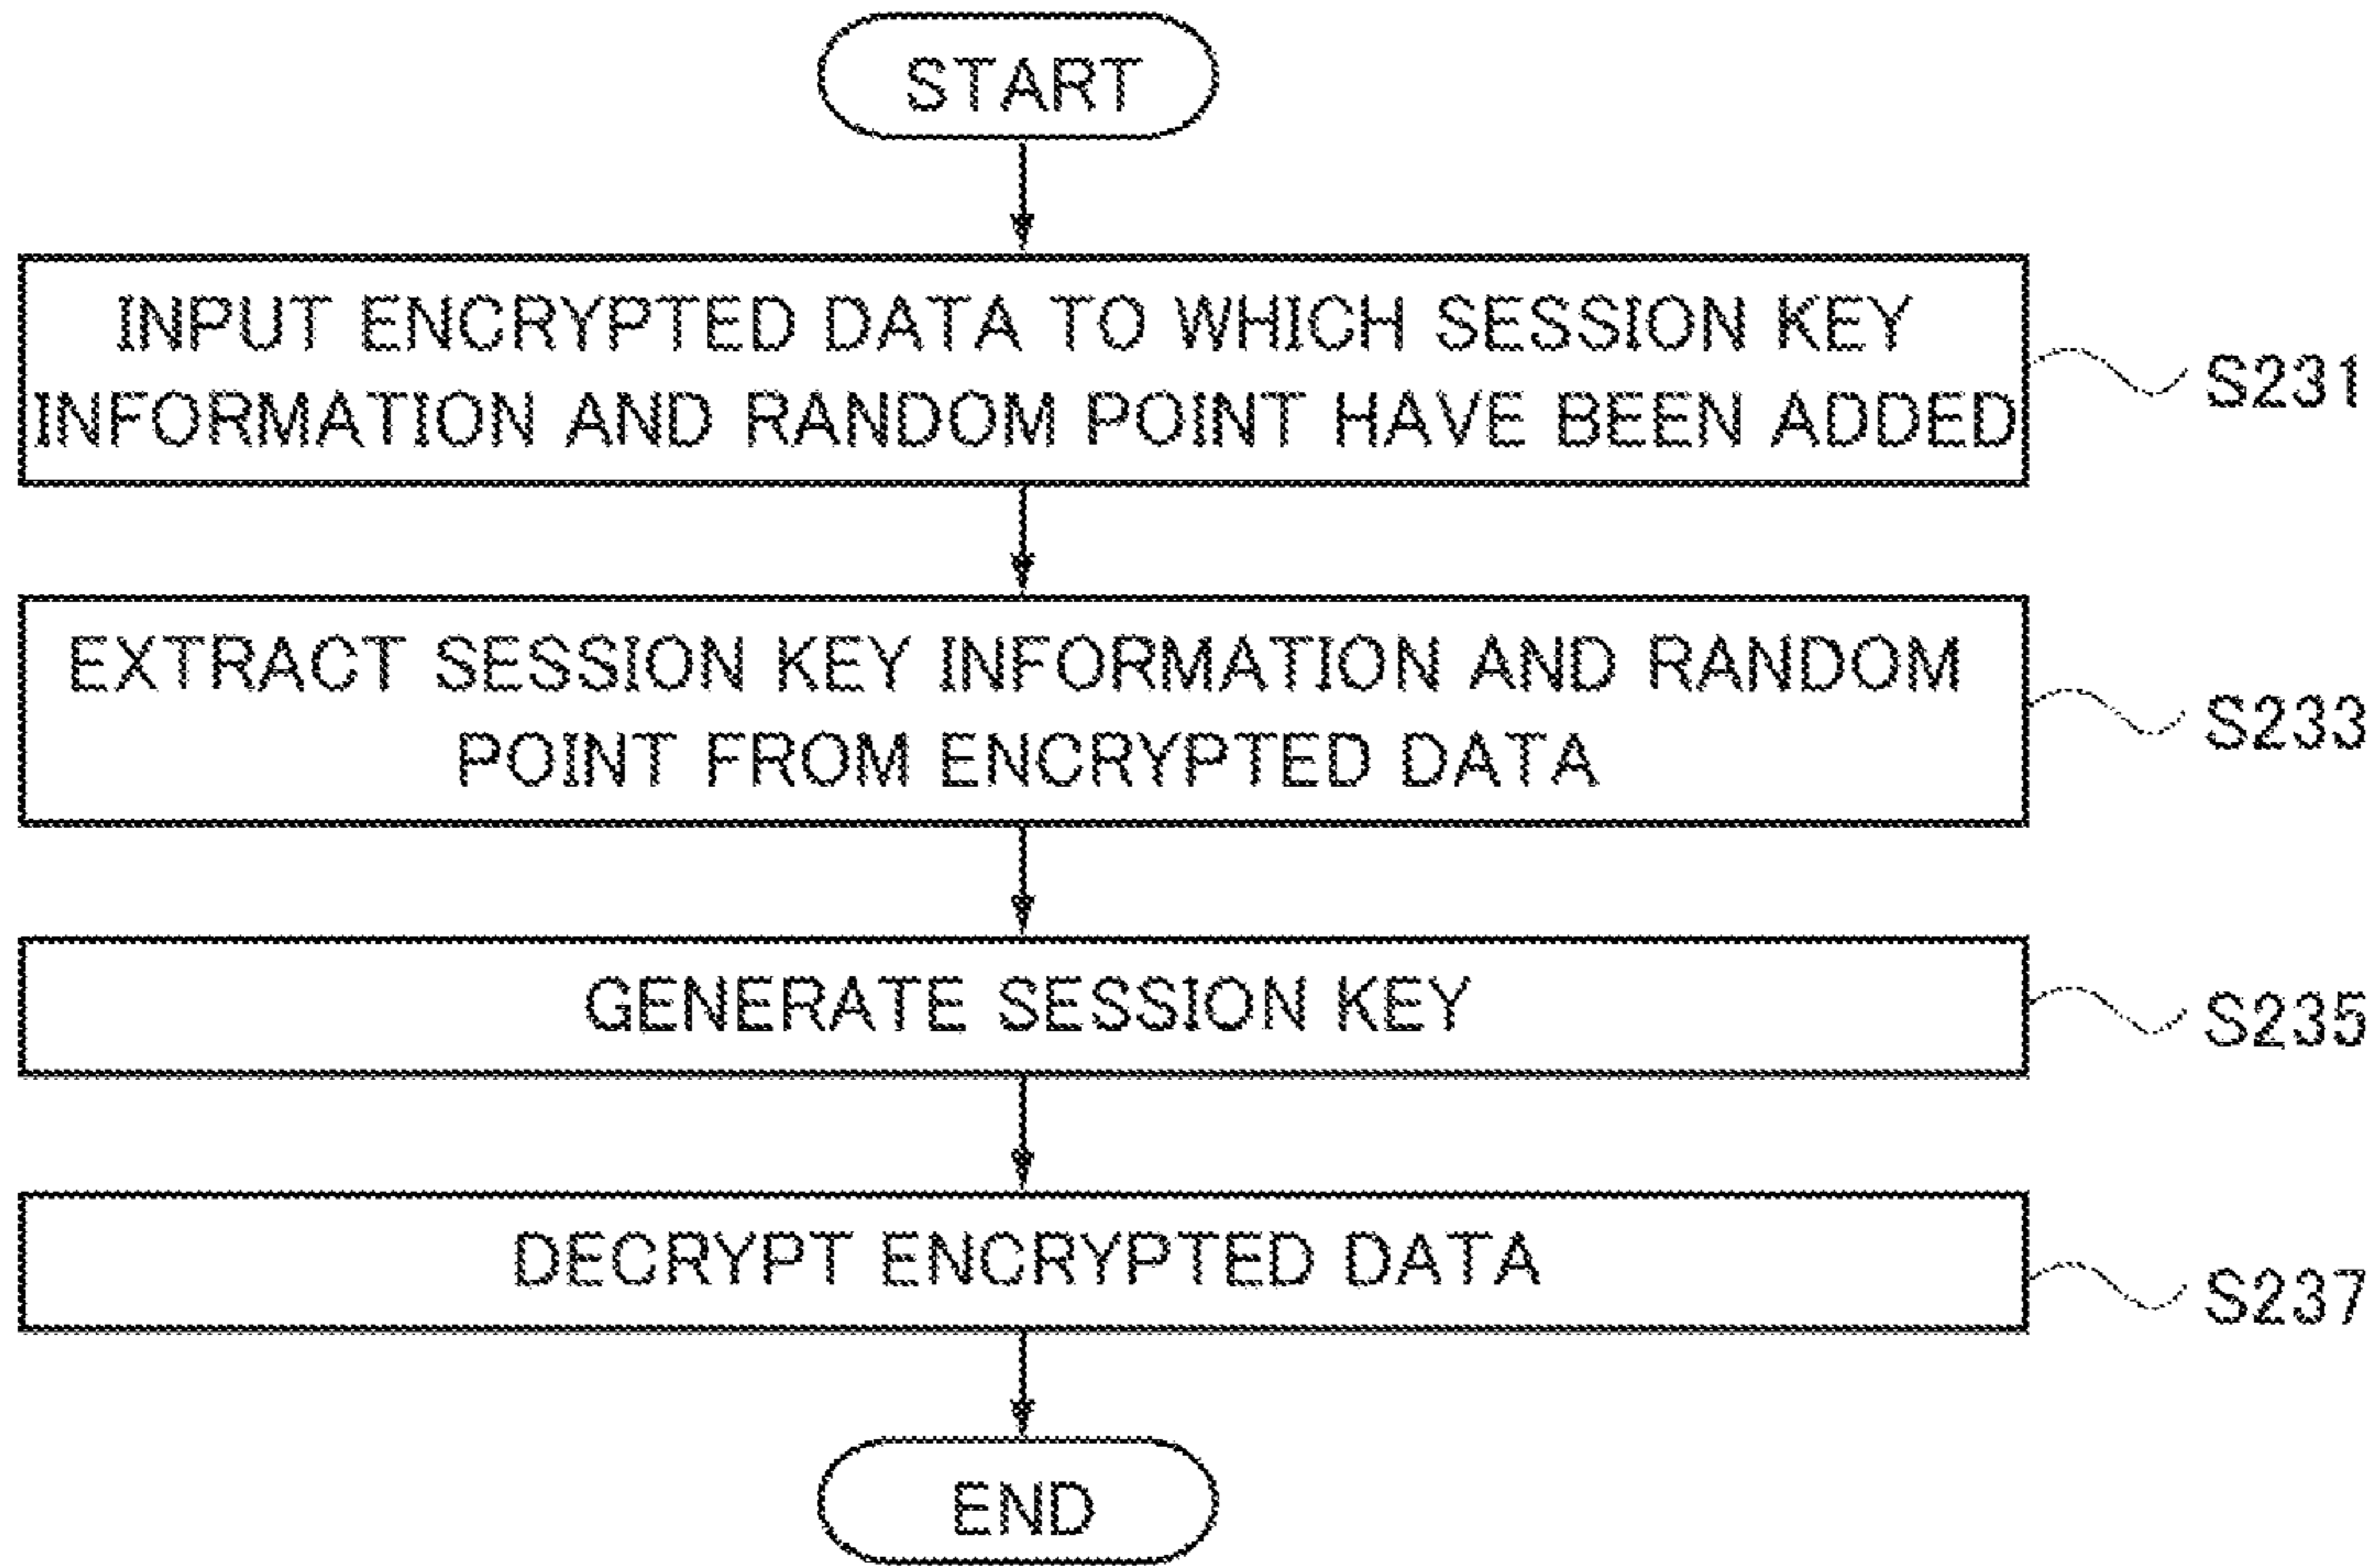 START
INPUT ENCRYPTED DATA TO WHICH SESSION KEY
INFORMATION AND RANDOM POINT HAVE BEEN ADDED
S231
EXTRACT SESSION KEY INFORMATION AND RANDOM
POINT FROM ENCRYPTED DATA
S233
GENERATE SESSION KEY
S235
DECRYPT ENCRYPTED DATA
S237
END